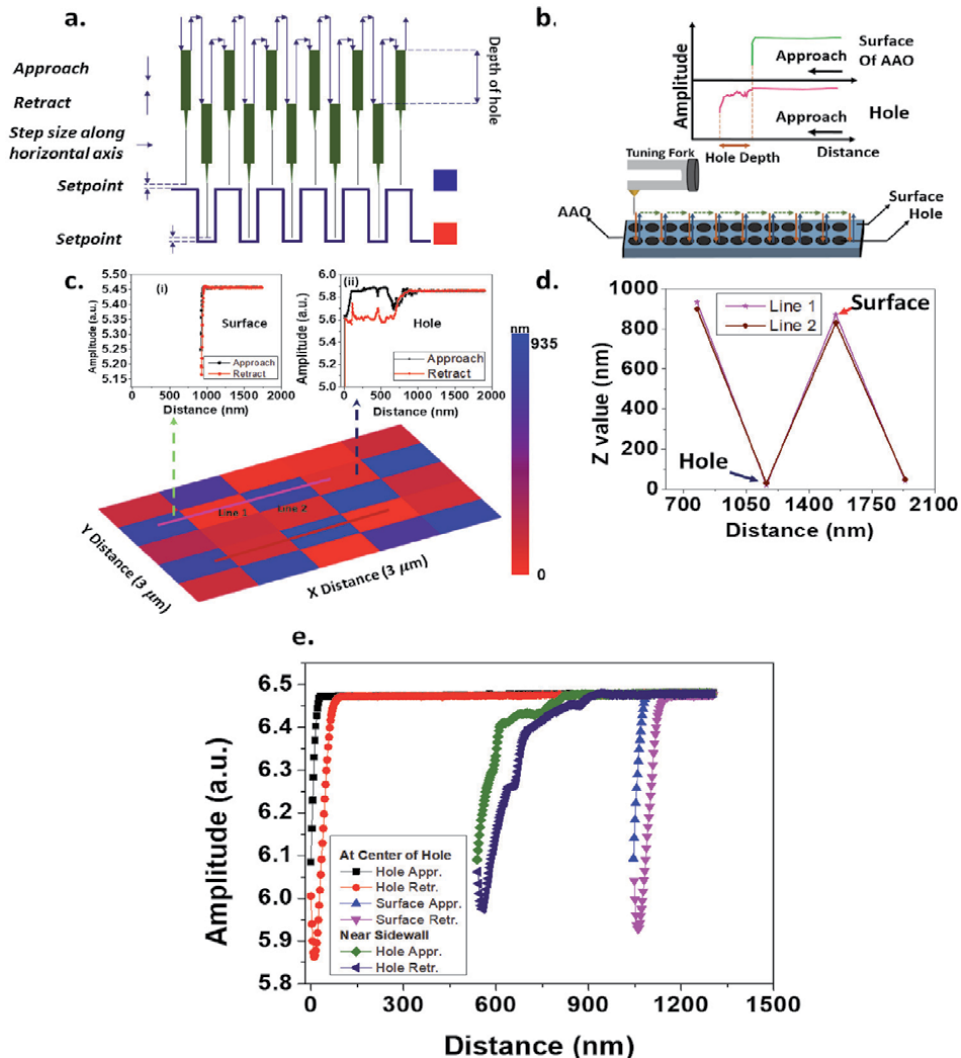 a.
Approach
Retract
Step size along
horizontal axis
Setpoint
Setpoint
Depth of hole
b.
Amplitude
Surface
Of AAO
Approach
Hole
Approach
Hole Depth
Distance
Tuning Fork
AAO
Surface
Hole
c.
Amplitude (a.u.)
5.50
5.45
5.40
5.35
5.30
5.25
5.20
5.15
(i)
Surface
Approach
Retract
0 500 1000 1500 2000
Distance (nm)
Amplitude (a.u.)
6.0
5.8
5.6
5.4
5.2
5.0
(ii)
Hole
Approach
Retract
0 500 1000 1500 2000
Distance (nm)
nm
935
0
Line 1
Line 2
Y Distance (3 μm)
X Distance (3 μm)
d.
Z value (nm)
1000
800
600
400
200
0
Line 1
Line 2
Surface
Hole
700 1050 1400 1750 2100
Distance (nm)
e.
Amplitude (a.u.)
6.5
6.4
6.3
6.2
6.1
6.0
5.9
5.8
At Center of Hole
Hole Appr.
Hole Retr.
Surface Appr.
Surface Retr.
Near Sidewall
Hole Appr.
Hole Retr.
0 300 600 900 1200 1500
Distance (nm)